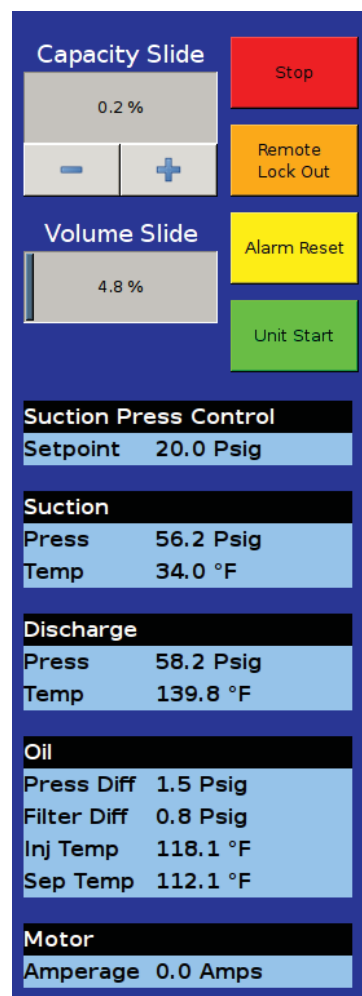 Capacity Slide
0.2 %
Stop
Remote
Lock Out
Volume Slide
4.8 %
Alarm Reset
Unit Start
Suction Press Control
Setpoint 20.0 Psig
Suction
Press 56.2 Psig
Temp 34.0 °F
Discharge
Press 58.2 Psig
Temp 139.8 °F
Oil
Press Diff 1.5 Psig
Filter Diff 0.8 Psig
Inj Temp 118.1 °F
Sep Temp 112.1 °F
Motor
Amperage 0.0 Amps